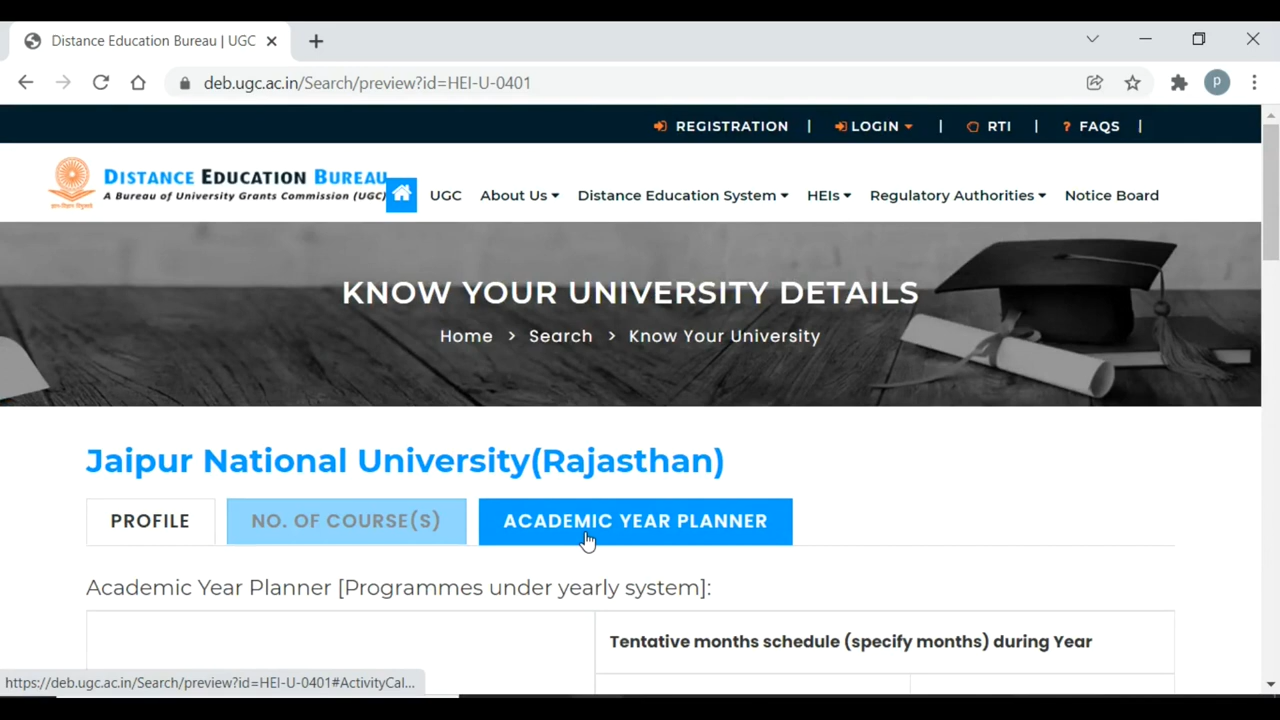 Distance Education Bureau | UGC
deb.ugc.ac.in/Search/preview?id=HEI-U-0401
p
REGISTRATION | LOGIN | RTI | ? FAQS |
DISTANCE EDUCATION BUREAU
A Bureau of University Grants Commission (UGC)
UGC About Us Distance Education System HEIs Regulatory Authorities Notice Board
KNOW YOUR UNIVERSITY DETAILS
Home > Search > Know Your University
Jaipur National University(Rajasthan)
PROFILE NO. OF COURSE(S) ACADEMIC YEAR PLANNER
Academic Year Planner [Programmes under yearly system]:
Tentative months schedule (specify months) during Year
https://deb.ugc.ac.in/Search/preview?id=HEI-U-0401#ActivityCal...